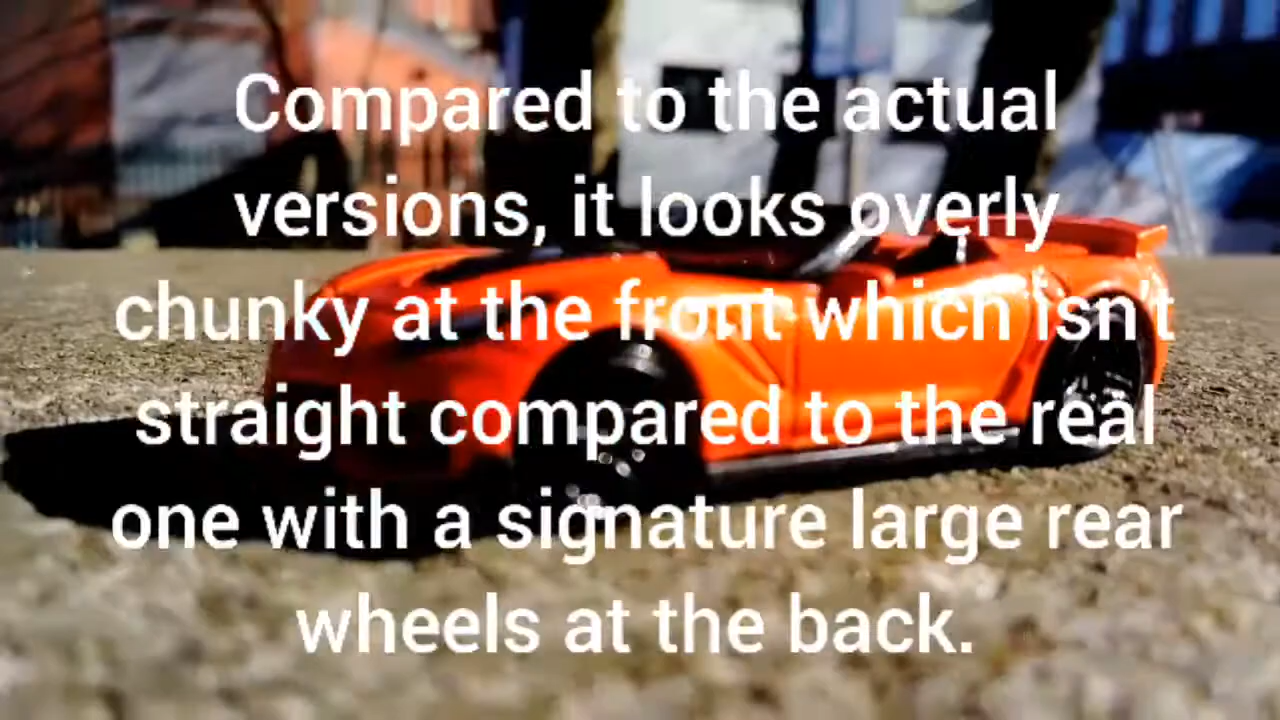 Compared to the actual
versions, it looks overly
chunky at the front which isn't
straight compared to the real
one with a signature large rear
wheels at the back.